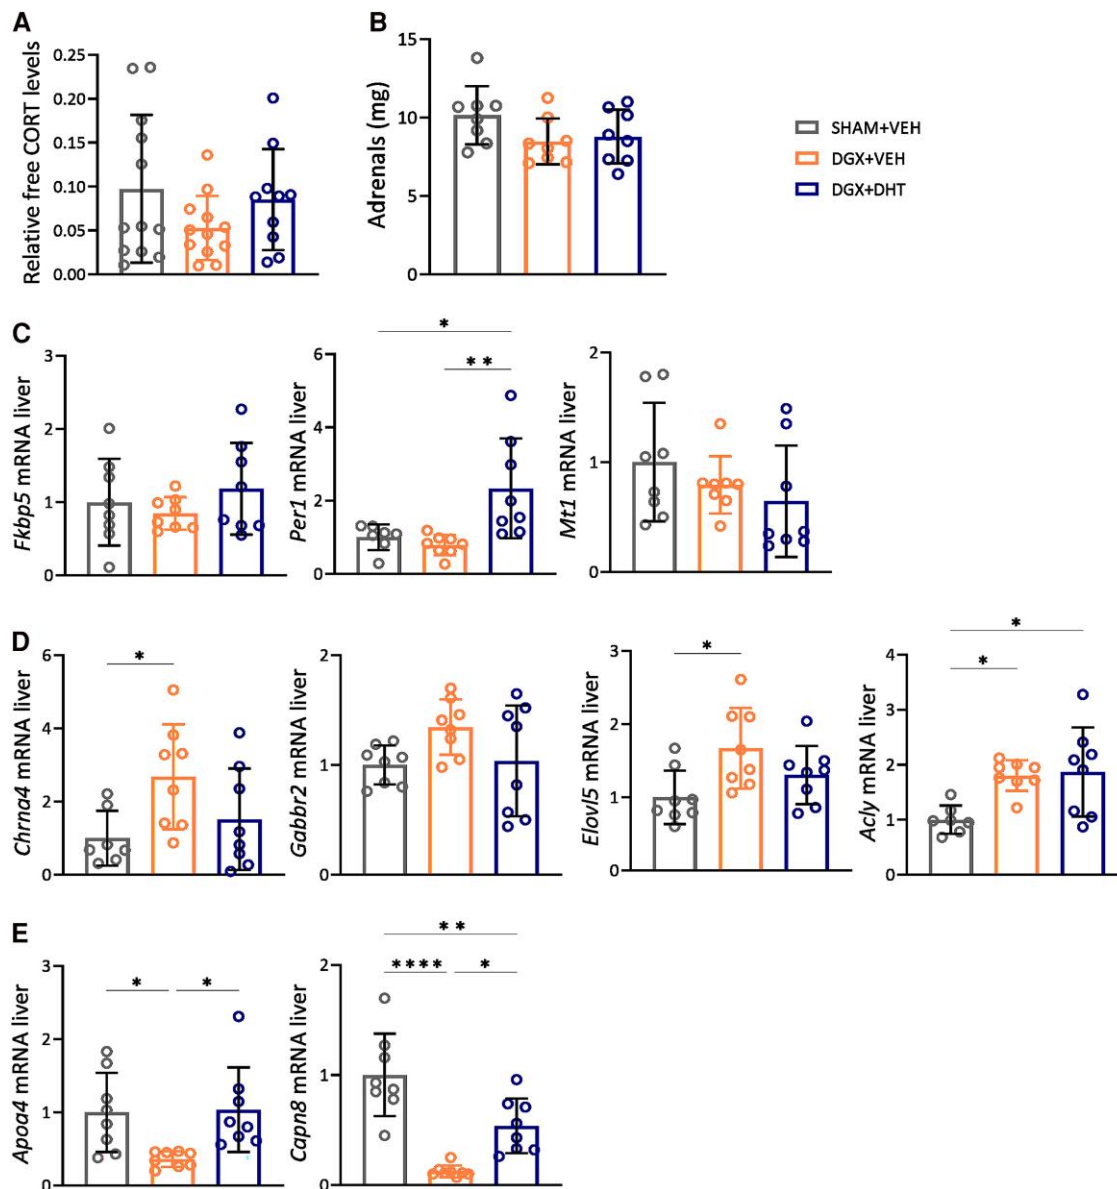 A
Relative free CORT levels
0.25
0.20
0.15
0.10
0.05
0.00
B
Adrenals (mg)
15
10
5
0
SHAM+VEH
DGX+VEH
DGX+DHT
C
Fkbp5 mRNA liver
3
2
1
0
Per1 mRNA liver
6
4
2
0
*
**
Mt1 mRNA liver
2
1
0
D
Chrna4 mRNA liver
6
4
2
0
*
Gabbr2 mRNA liver
2
1
0
Elovl5 mRNA liver
3
2
1
0
*
Acly mRNA liver
4
3
2
1
0
*
*
E
Apoa4 mRNA liver
3
2
1
0
*
*
Capn8 mRNA liver
2
1
0
**
****
*